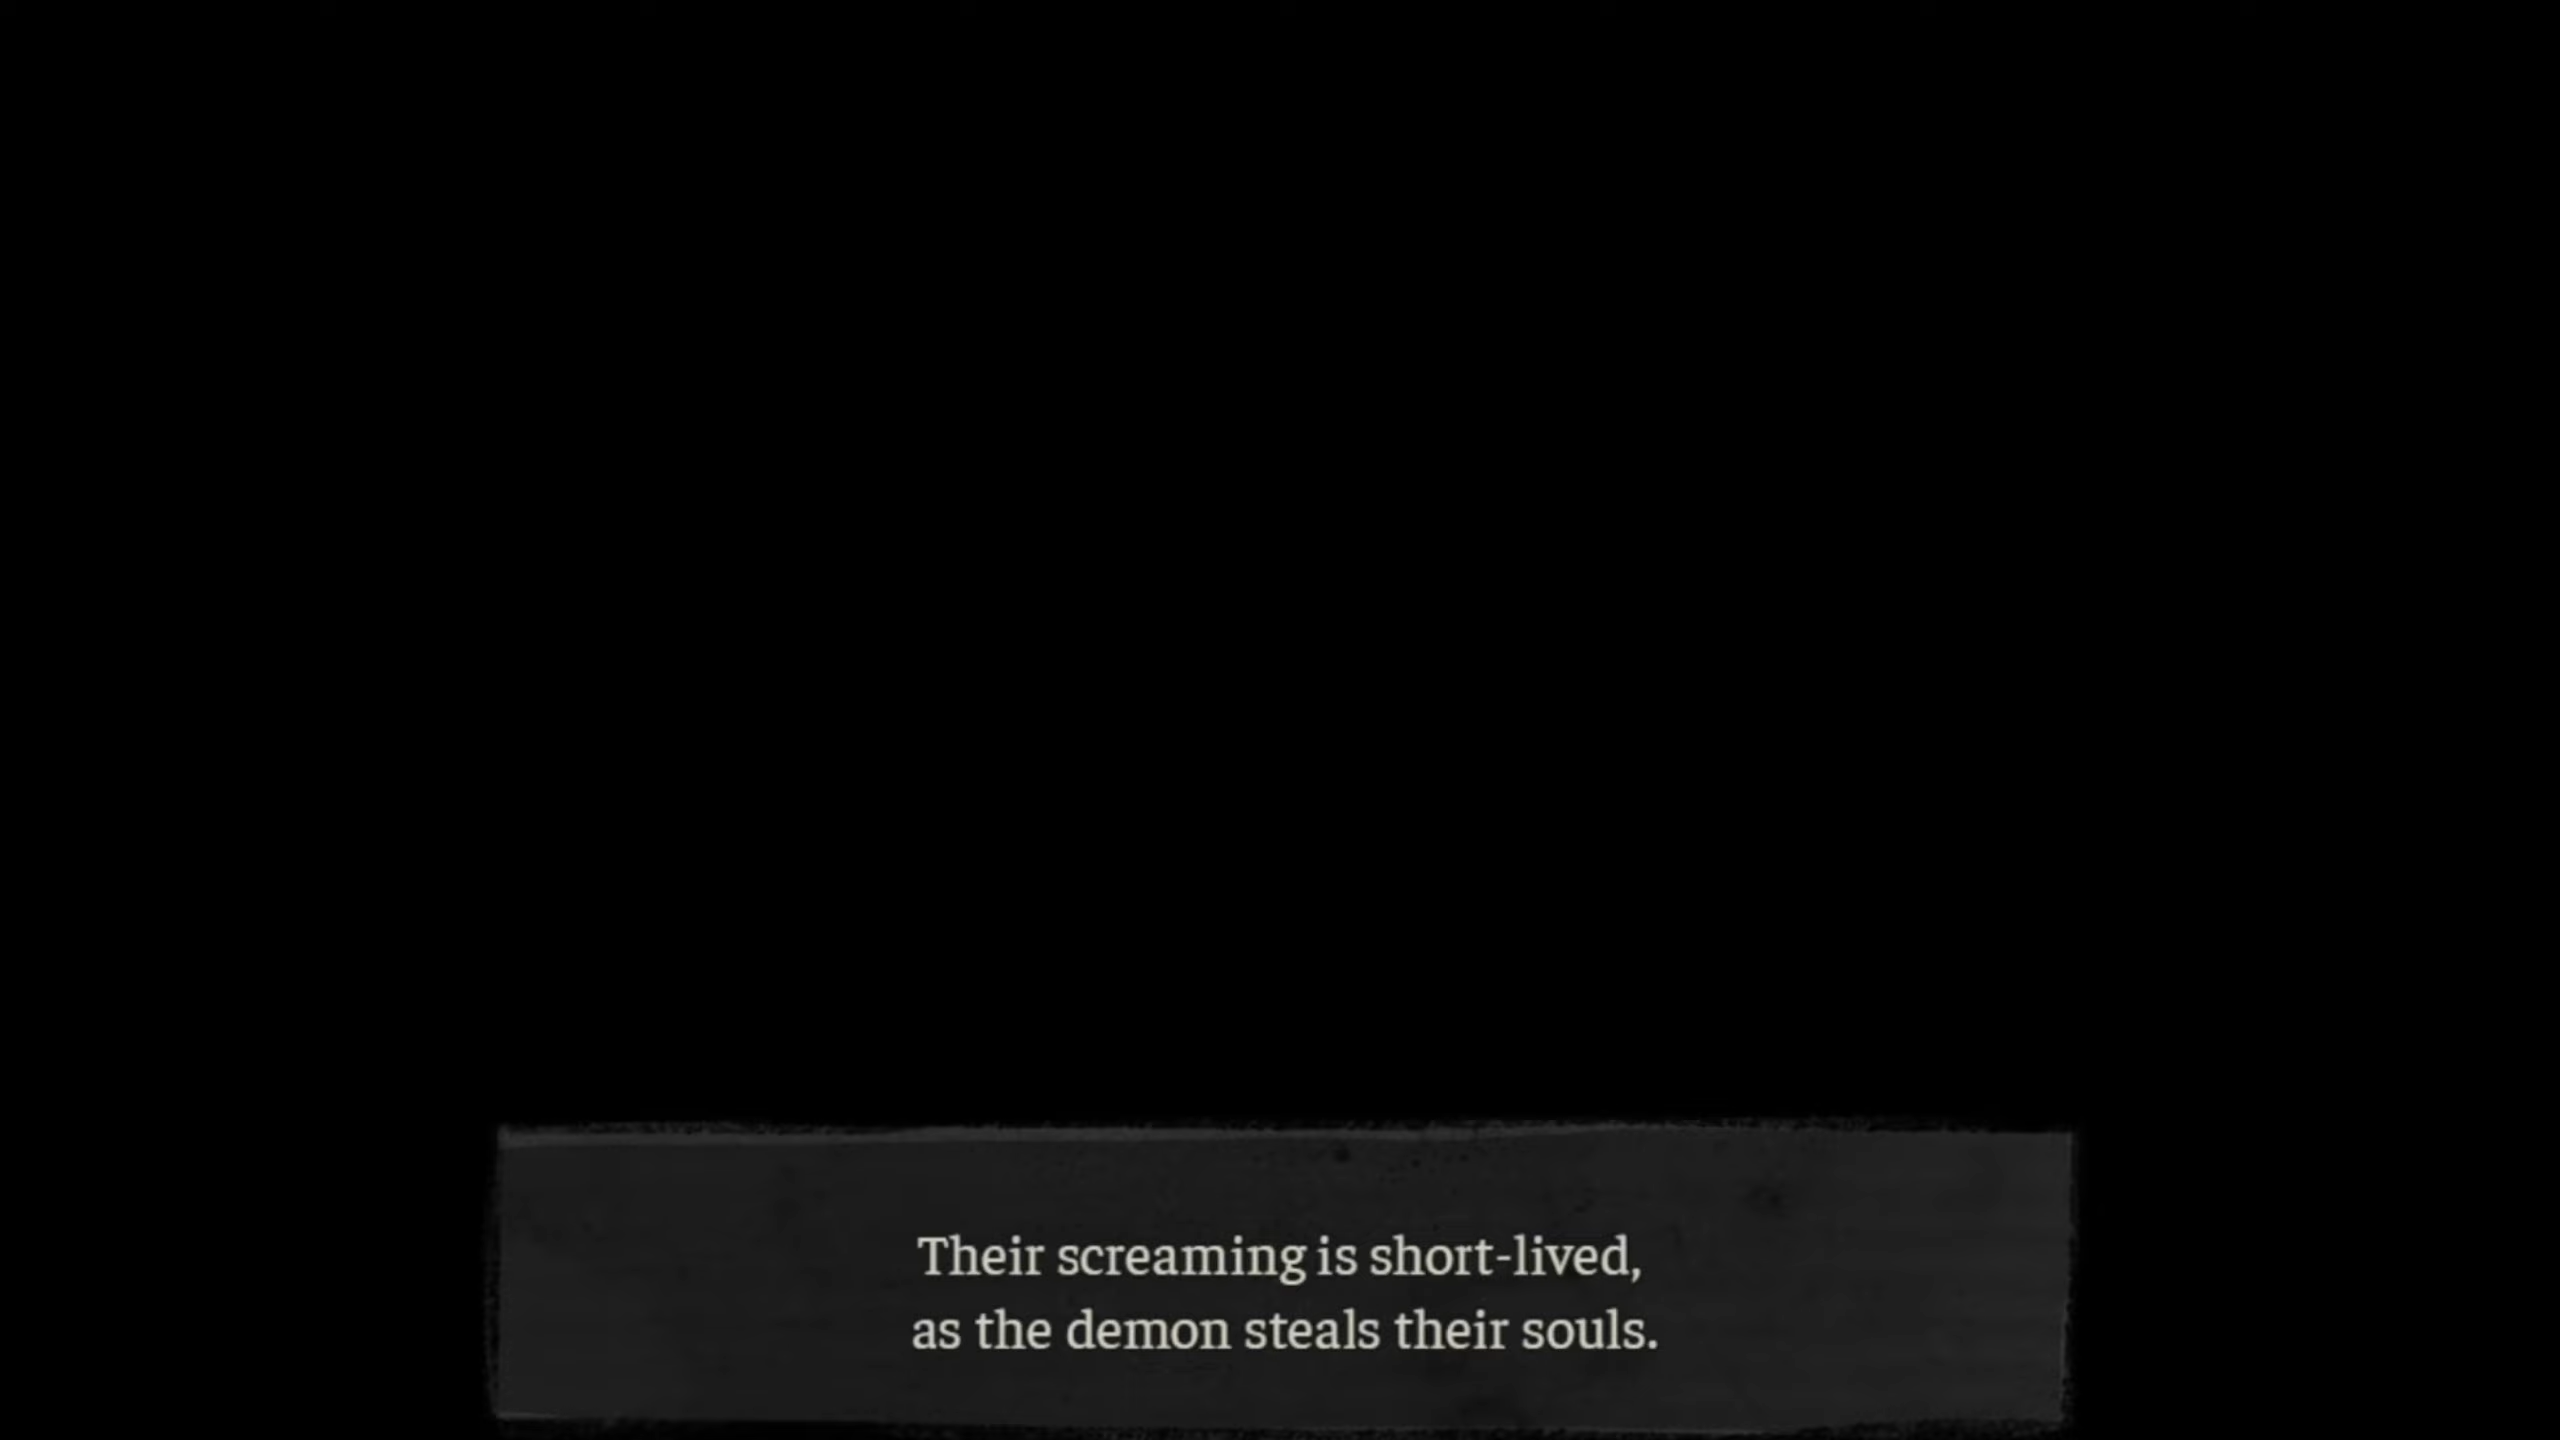 Their screaming is short-lived,
as the demon steals their souls.